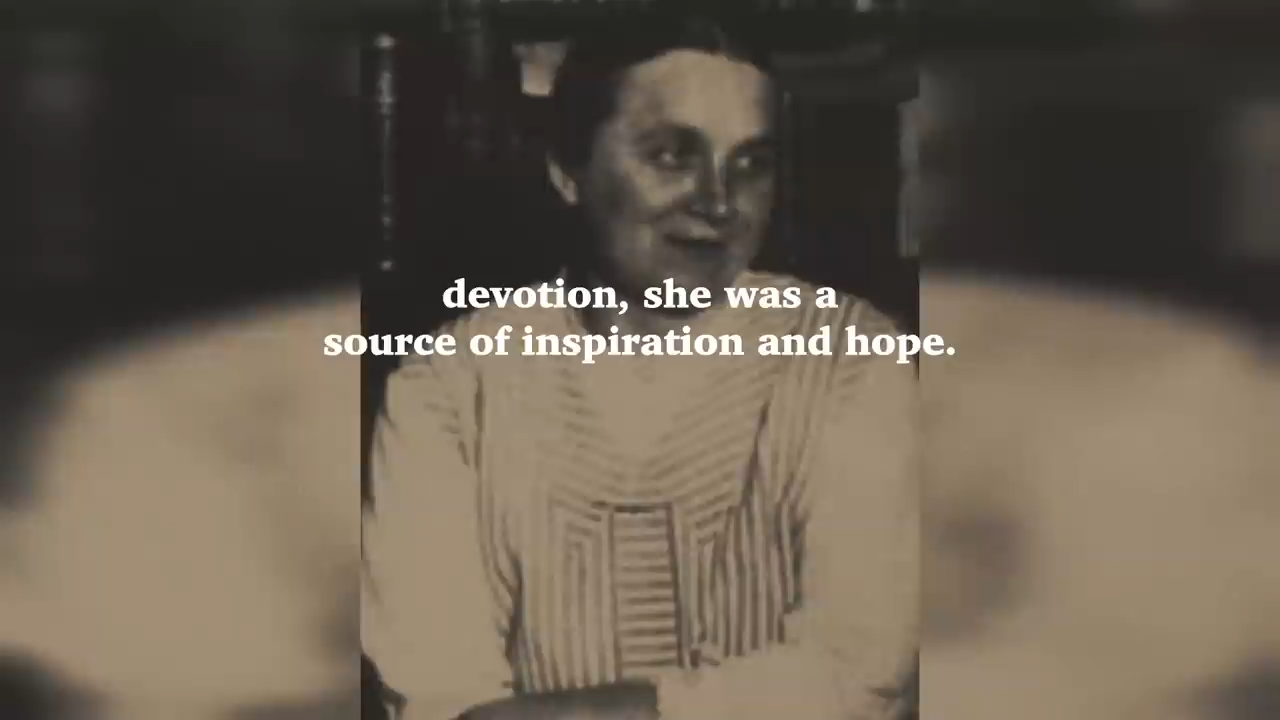 devotion, she was a
source of inspiration and hope.